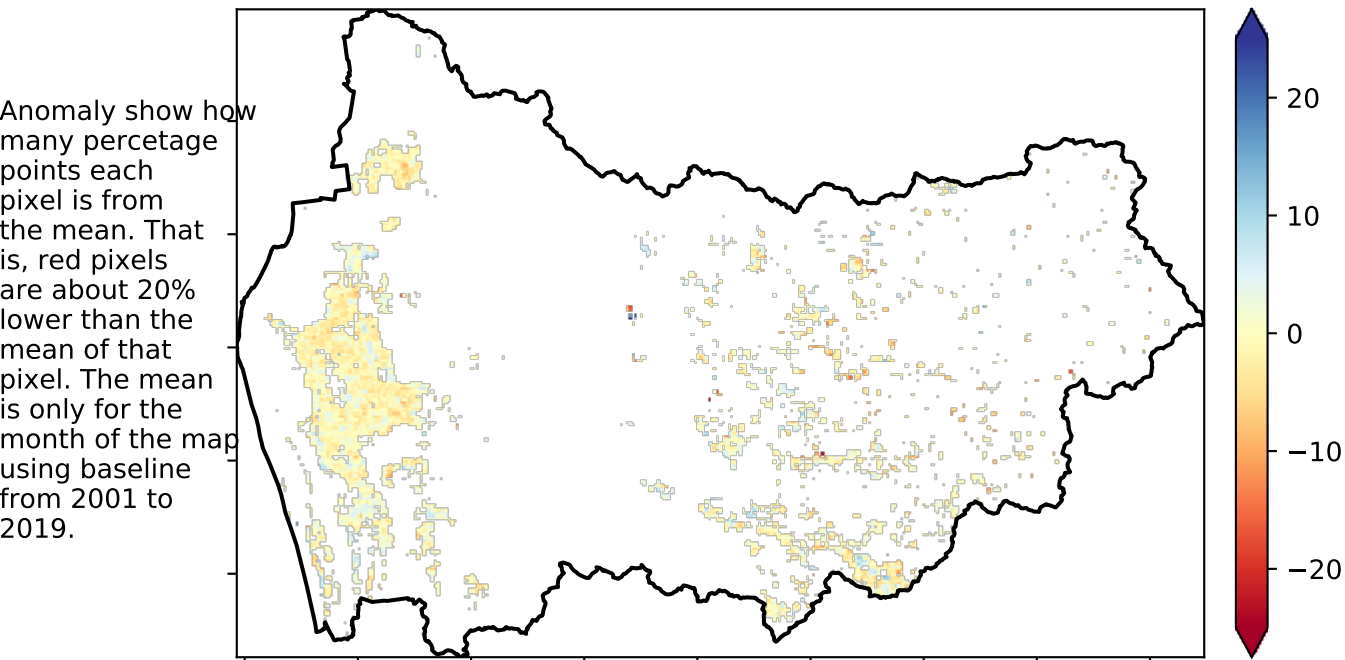 Anomaly show how
many percetage
points each
pixel is from
the mean. That
is, red pixels
are about 20%
lower than the
mean of that
pixel. The mean
is only for the
month of the map
using baseline
from 2001 to
2019.
20
10
0
−10
−20